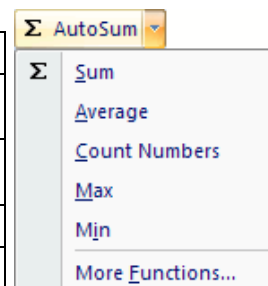 Σ AutoSum
Σ Sum
Average
Count Numbers
Max
Min
More Functions...